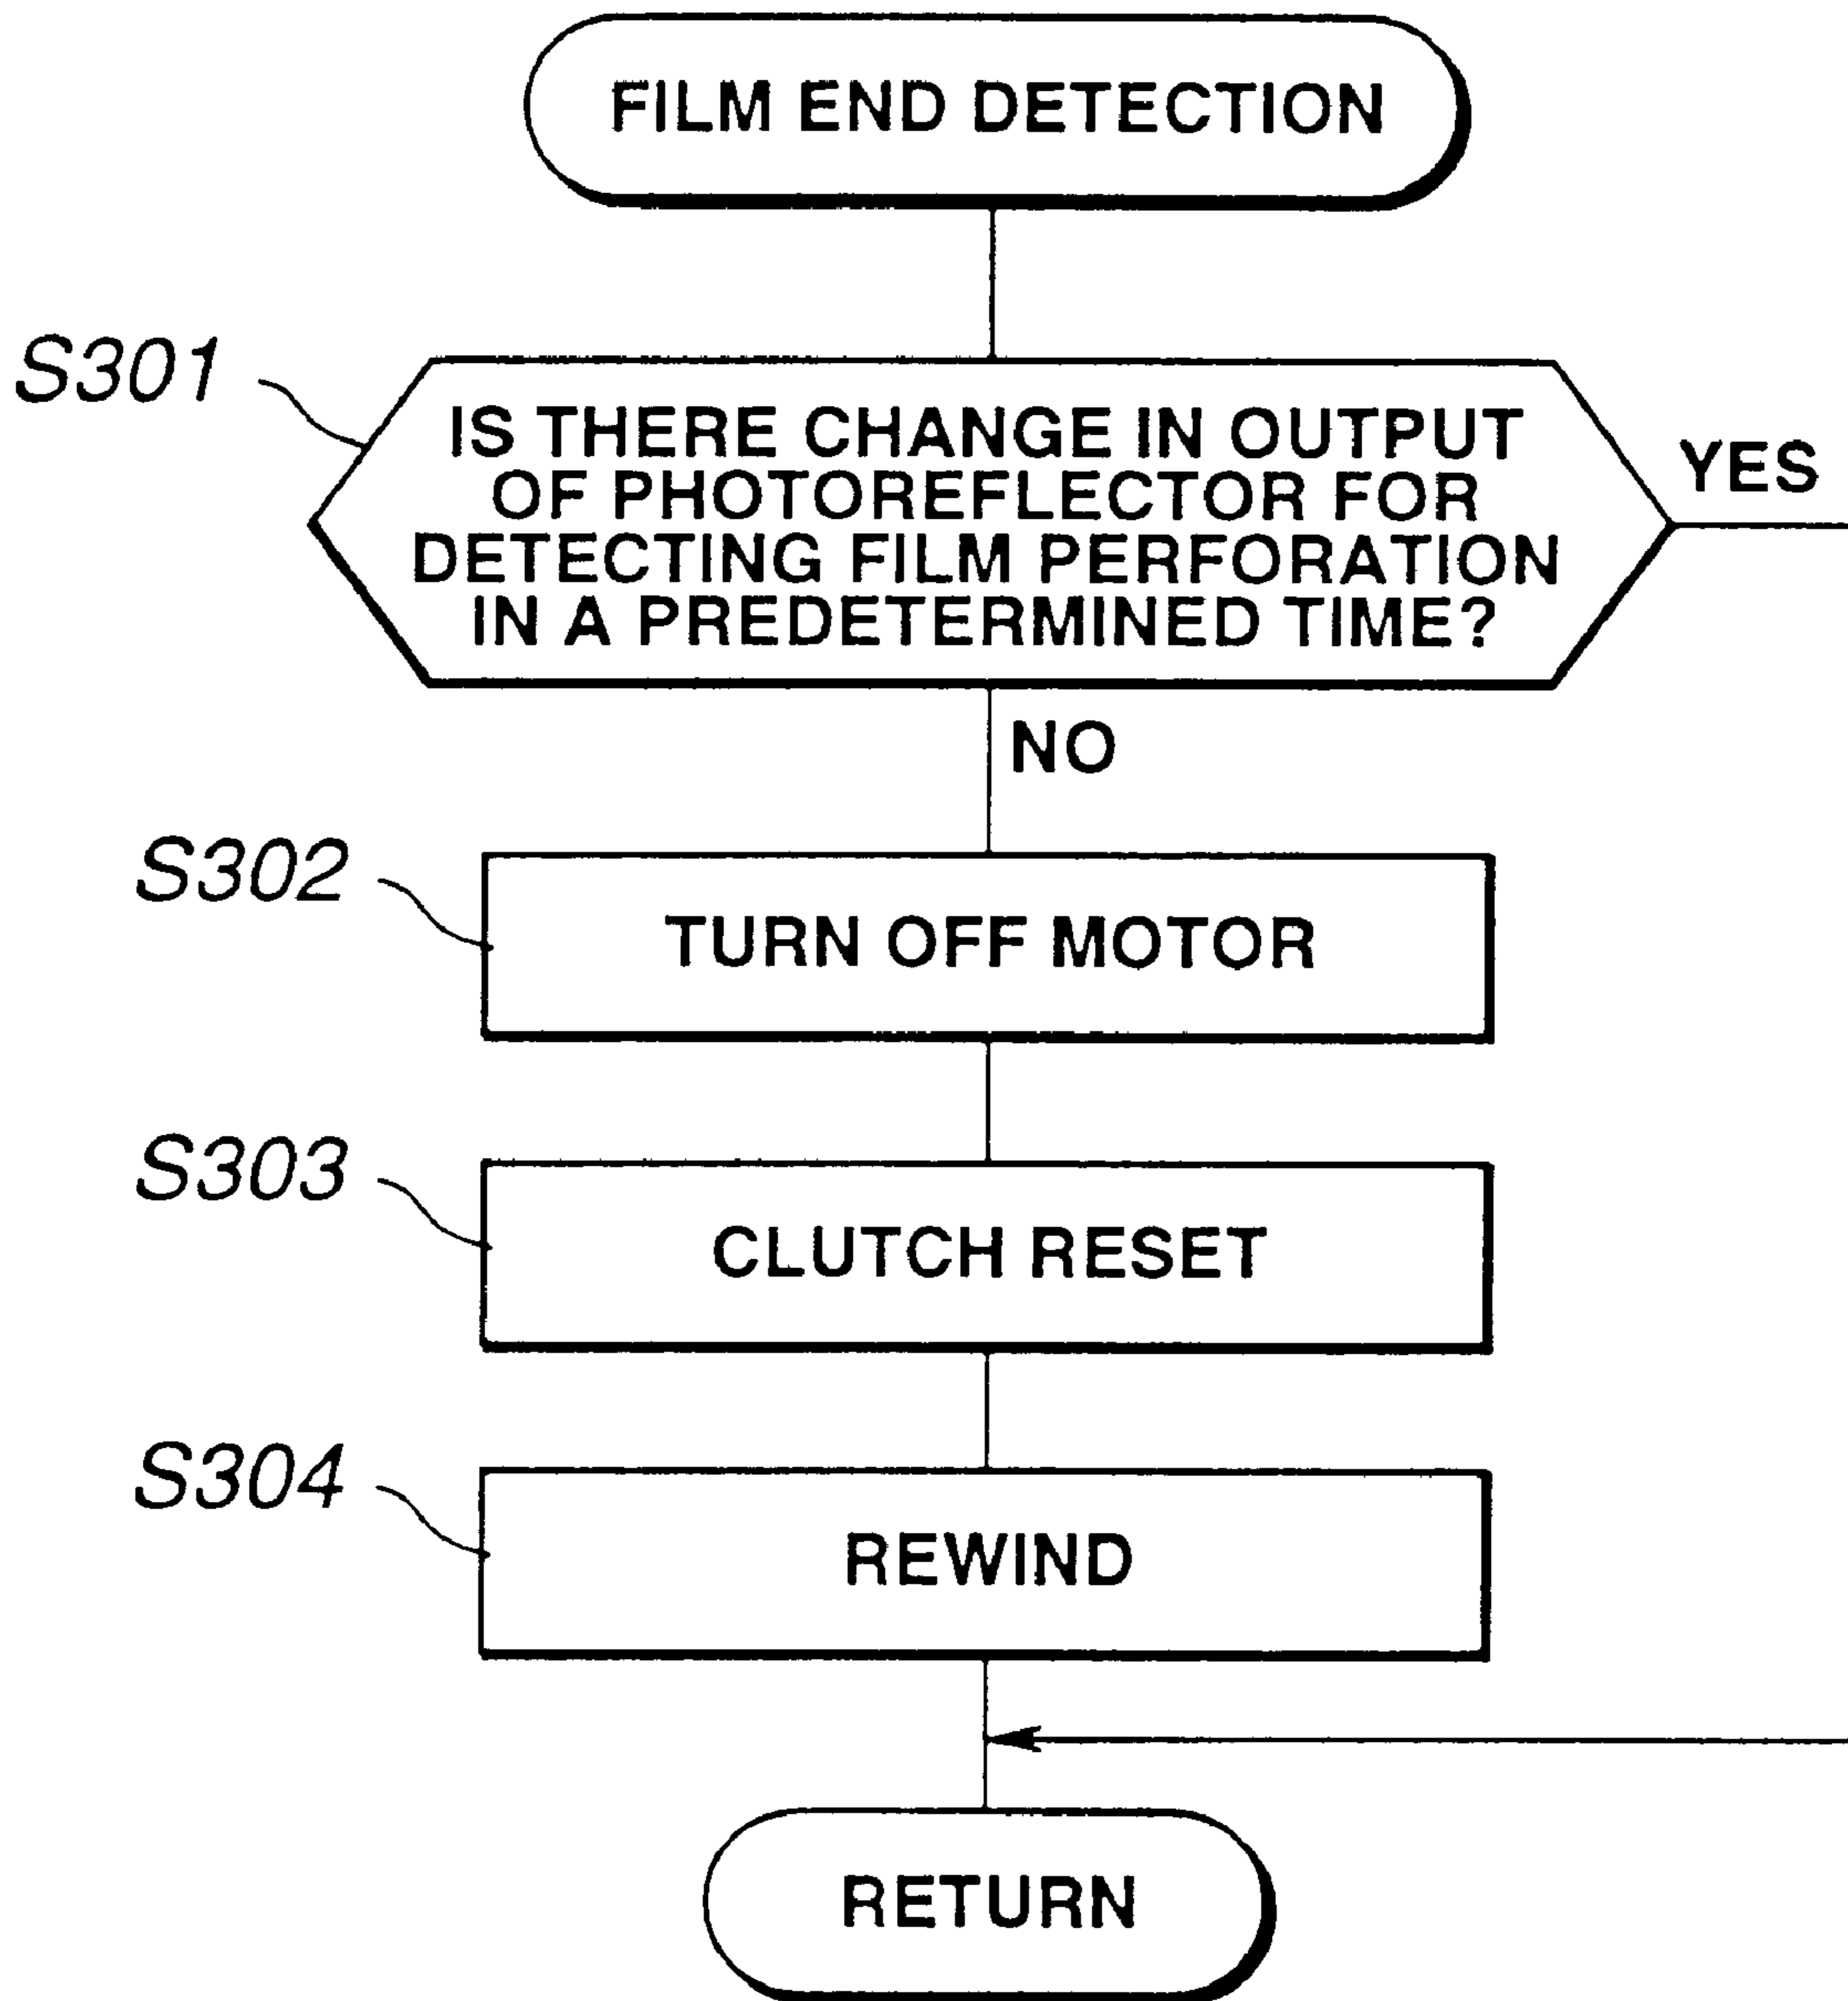 FILM END DETECTION
S301
IS THERE CHANGE IN OUTPUT
OF PHOTOREFLECTOR FOR
DETECTING FILM PERFORATION
IN A PREDETERMINED TIME?
YES
NO
S302
TURN OFF MOTOR
S303
CLUTCH RESET
S304
REWIND
RETURN